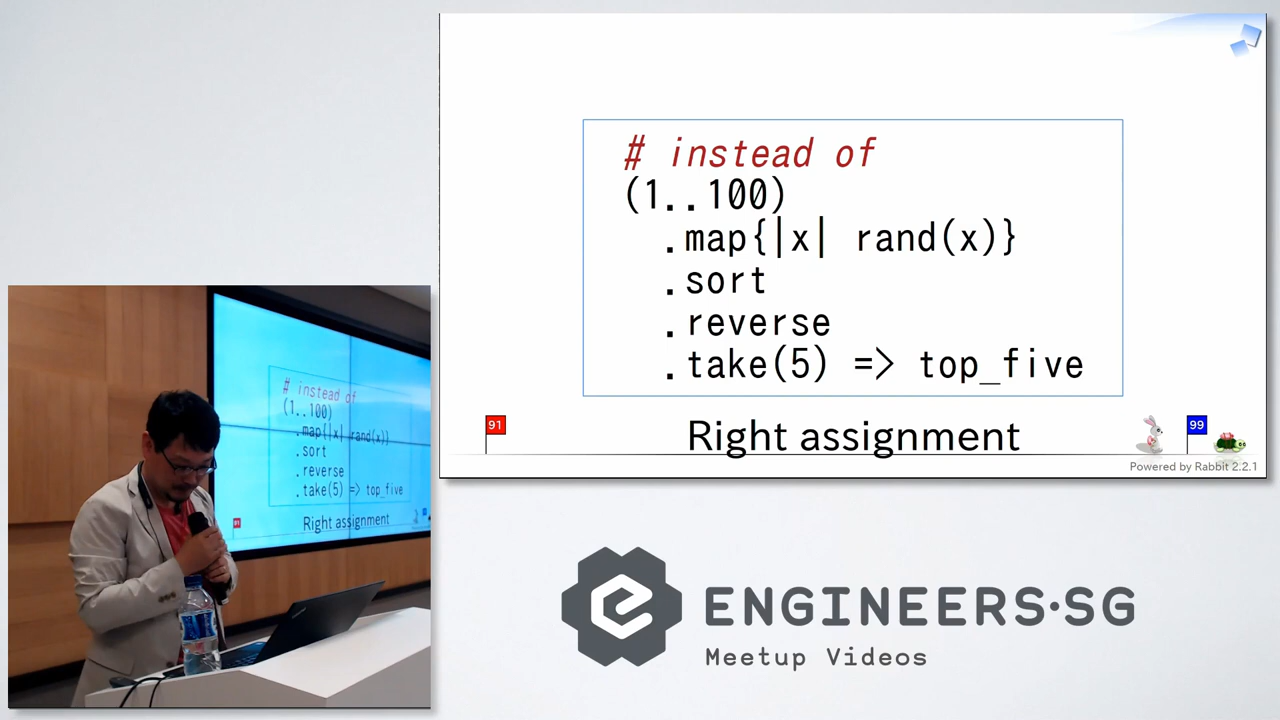 # instead of
(1..100)
.map{|x| rand(x)}
.sort
.reverse
.take(5) => top_five
91
Right assignment
99
Powered by Rabbit 2.2.1
# instead of
(1..100)
.map{|x| rand(x)}
.sort
.reverse
.take(5) => top_five
91
Right assignment
ENGINEERS·SG
Meetup Videos